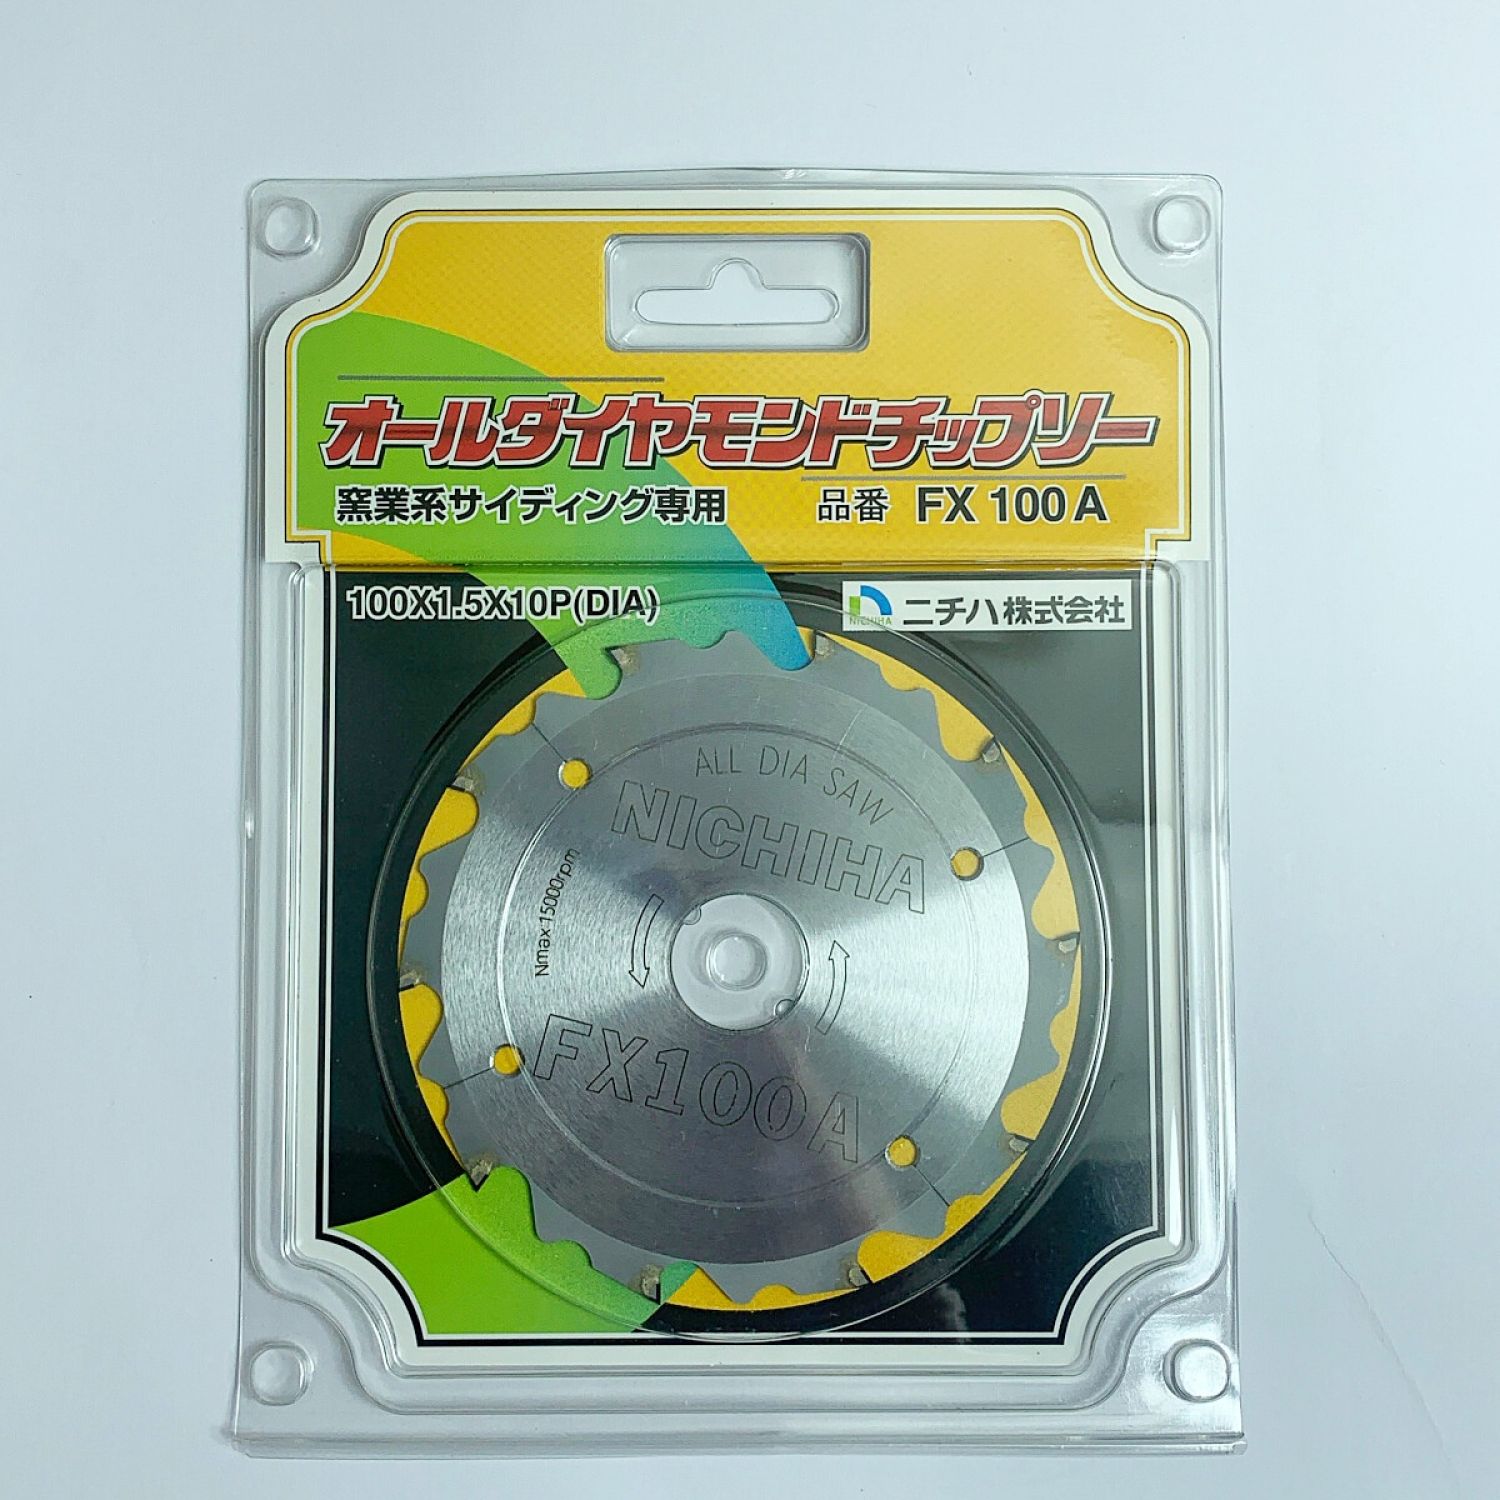 オールダイヤモンドチップソー
窯業系サイディング専用
品番 FX 100 A
100X1.5X10P(DIA)
NICHIHA
ニチハ株式会社
ALL DIA SAW
NICHIHA
Nmax 15000rpm
FX100A